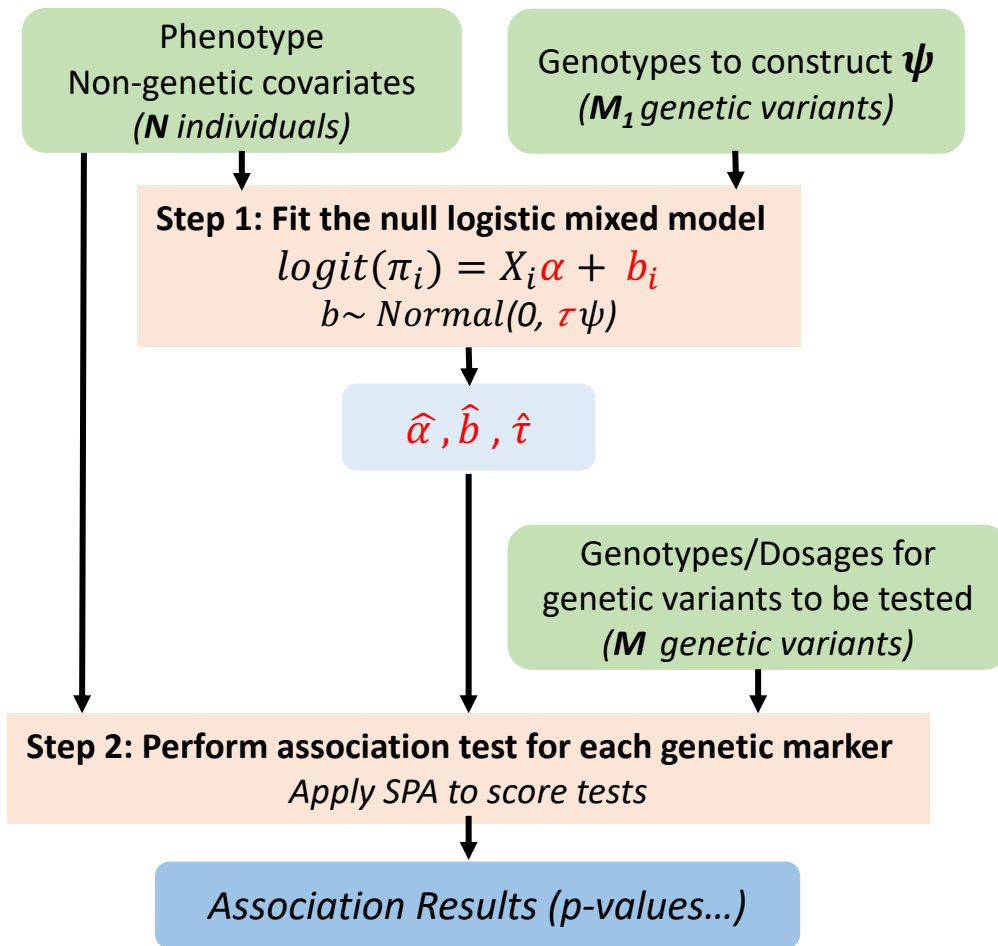 Phenotype
Non-genetic covariates
(N individuals)
Genotypes to construct ψ
(M₁ genetic variants)
Step 1: Fit the null logistic mixed model
logit(πᵢ) = Xᵢα + bᵢ
b~ Normal(0, τψ)
α̂ , b̂ , τ̂
Genotypes/Dosages for
genetic variants to be tested
(M genetic variants)
Step 2: Perform association test for each genetic marker
Apply SPA to score tests
Association Results (p-values…)